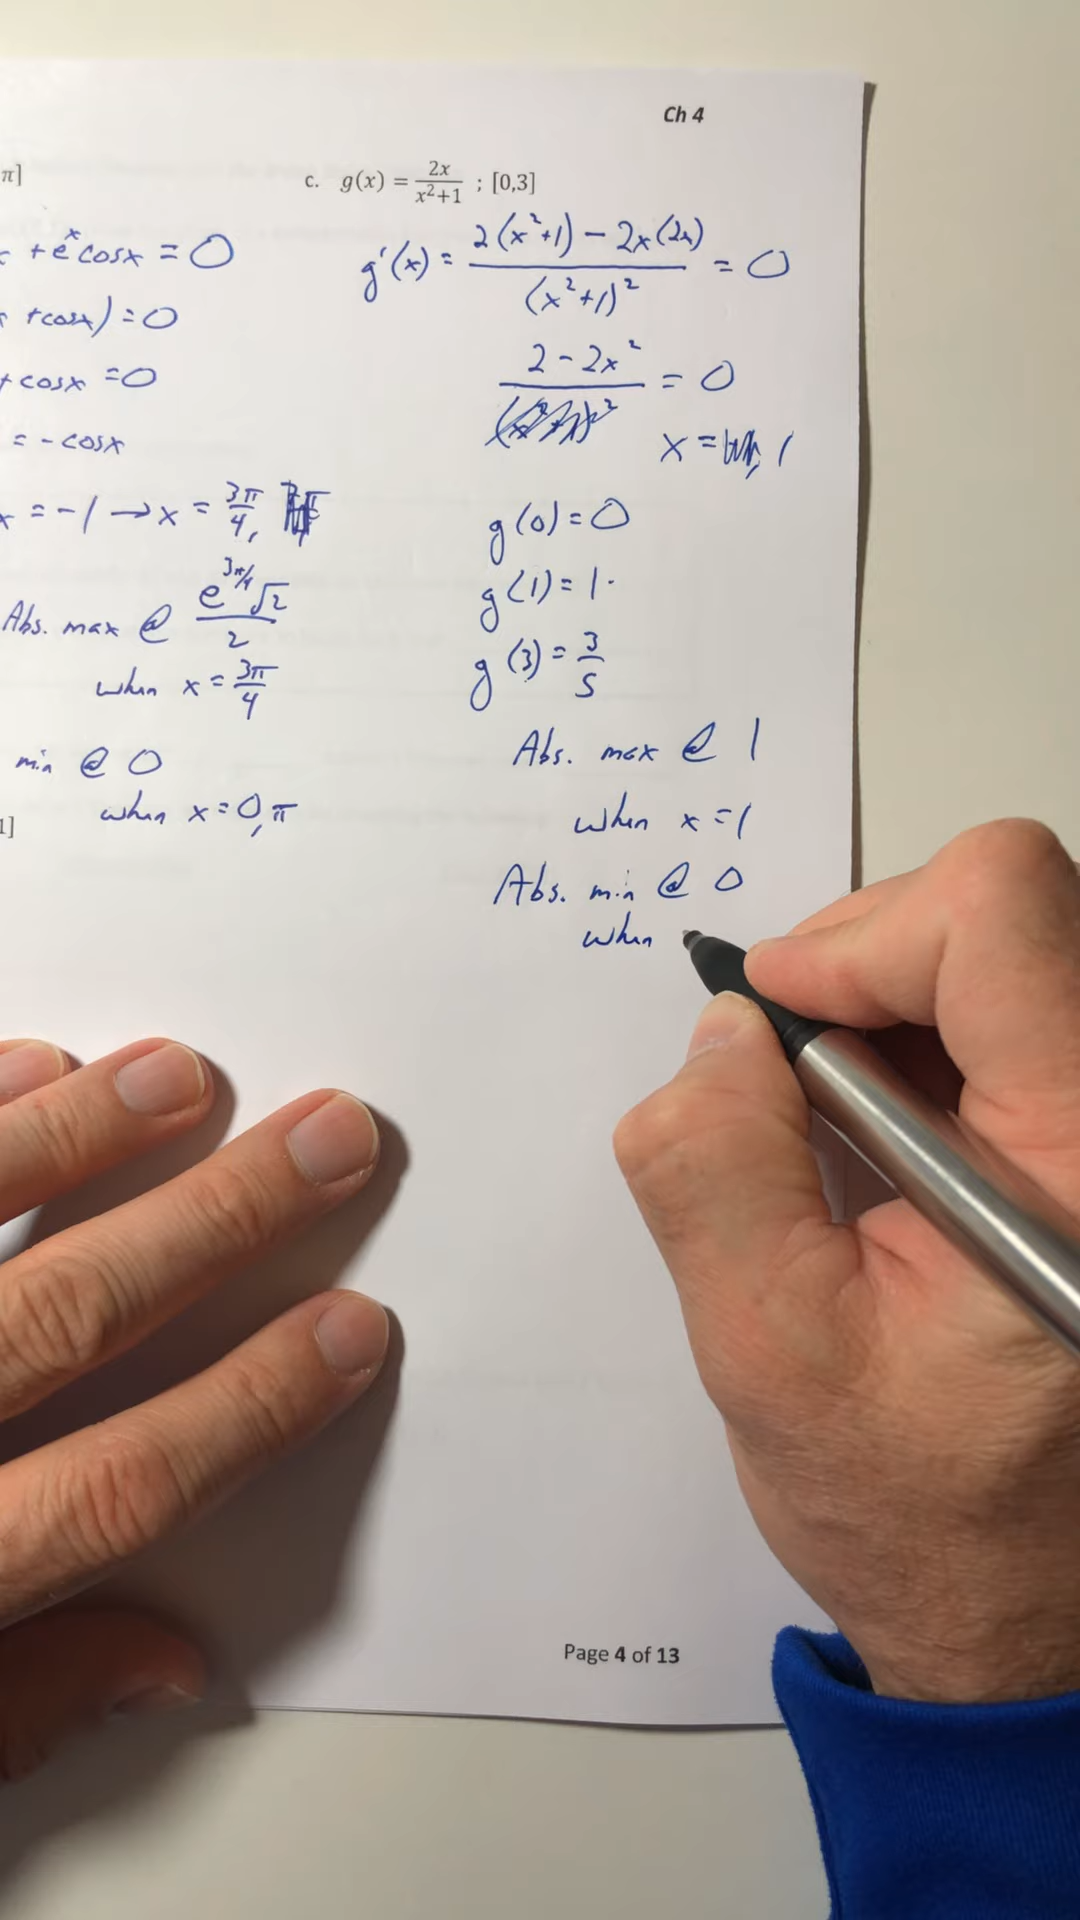 Ch 4
π]
+ e^x cosx = 0
+cosx) = 0
+ cosx = 0
= - cosx
= -1 → x = 3π/4,
Abs. max @ e^(3π/4)√2/2
when x = 3π/4
min @ 0
when x = 0, π
1]
c. g(x) = 2x/(x²+1) ; [0,3]
g'(x) = (2(x²+1) - 2x(2x))/(x²+1)² = 0
(2 - 2x²)/ = 0
x = 1
g(0) = 0
g(1) = 1
g(3) = 3/5
Abs. max @ 1
when x = 1
Abs. min @ 0
when
Page 4 of 13